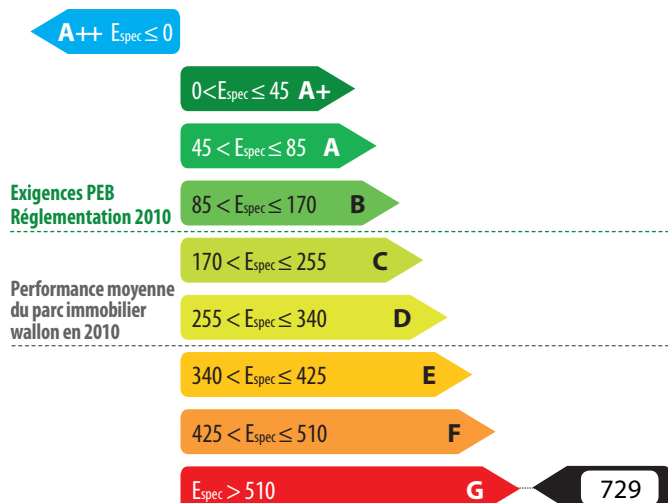 A++ Espec ≤ 0
0<Espec ≤ 45 A+
45 < Espec ≤ 85 A
Exigences PEB
Réglementation 2010
85 < Espec ≤ 170 B
170 < Espec ≤ 255 C
Performance moyenne
du parc immobilier
wallon en 2010
255 < Espec ≤ 340 D
340 < Espec ≤ 425 E
425 < Espec ≤ 510 F
Espec > 510 G 729